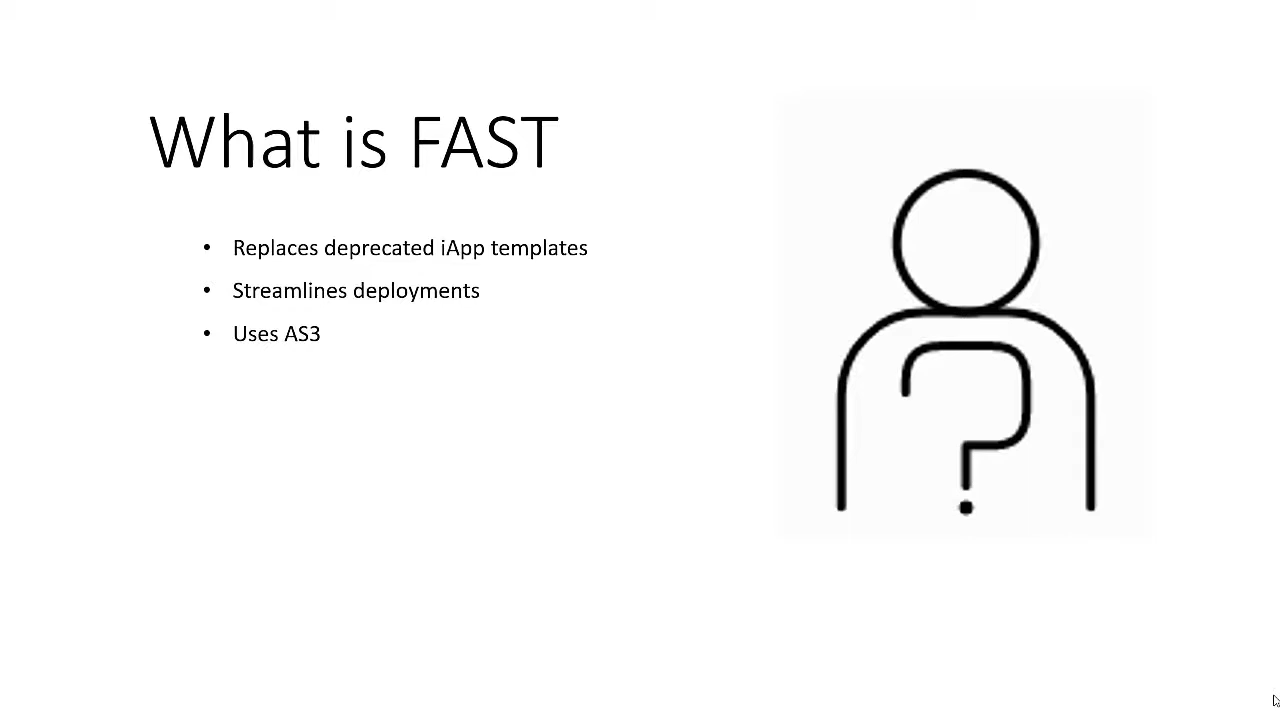 What is FAST
• Replaces deprecated iApp templates
• Streamlines deployments
• Uses AS3
?